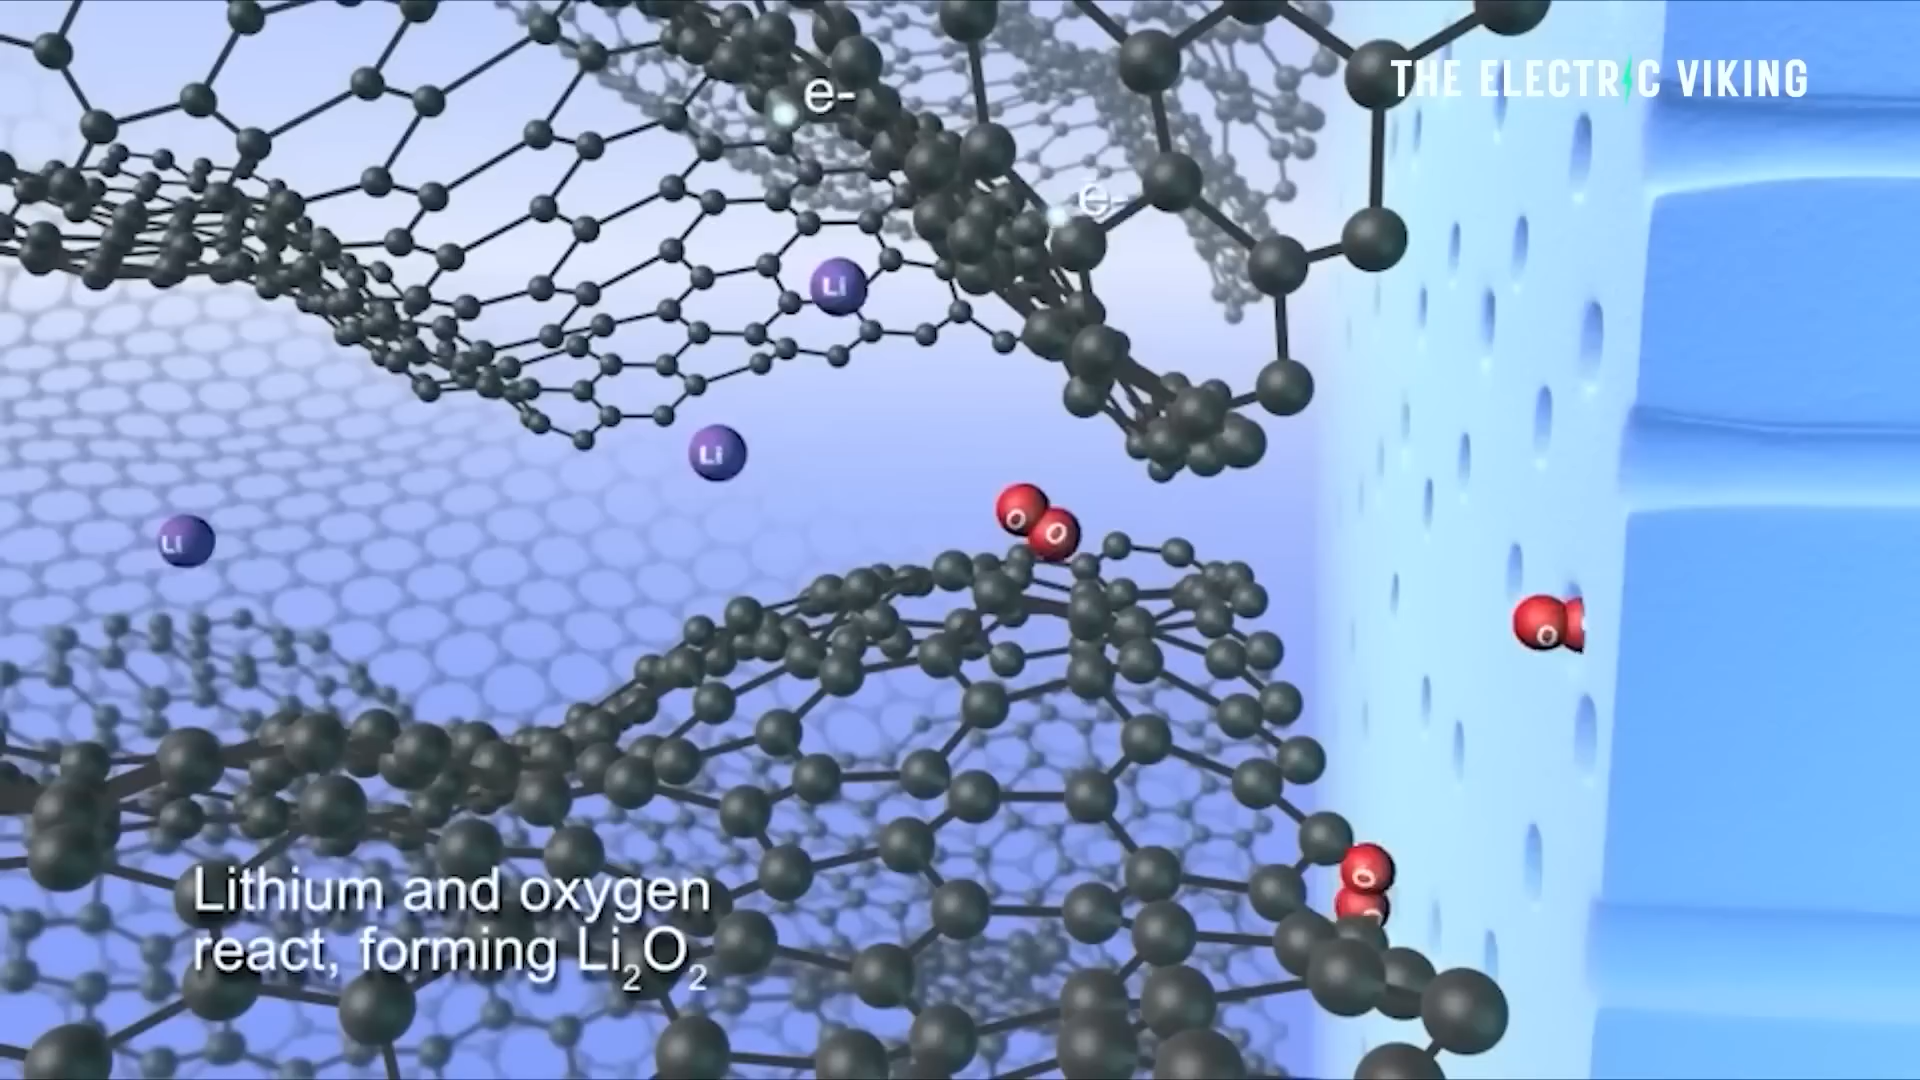 THE ELECTRIC VIKING
e-
e-
Li
Li
Li
O O
O
O
O
Lithium and oxygen
react, forming Li₂O₂